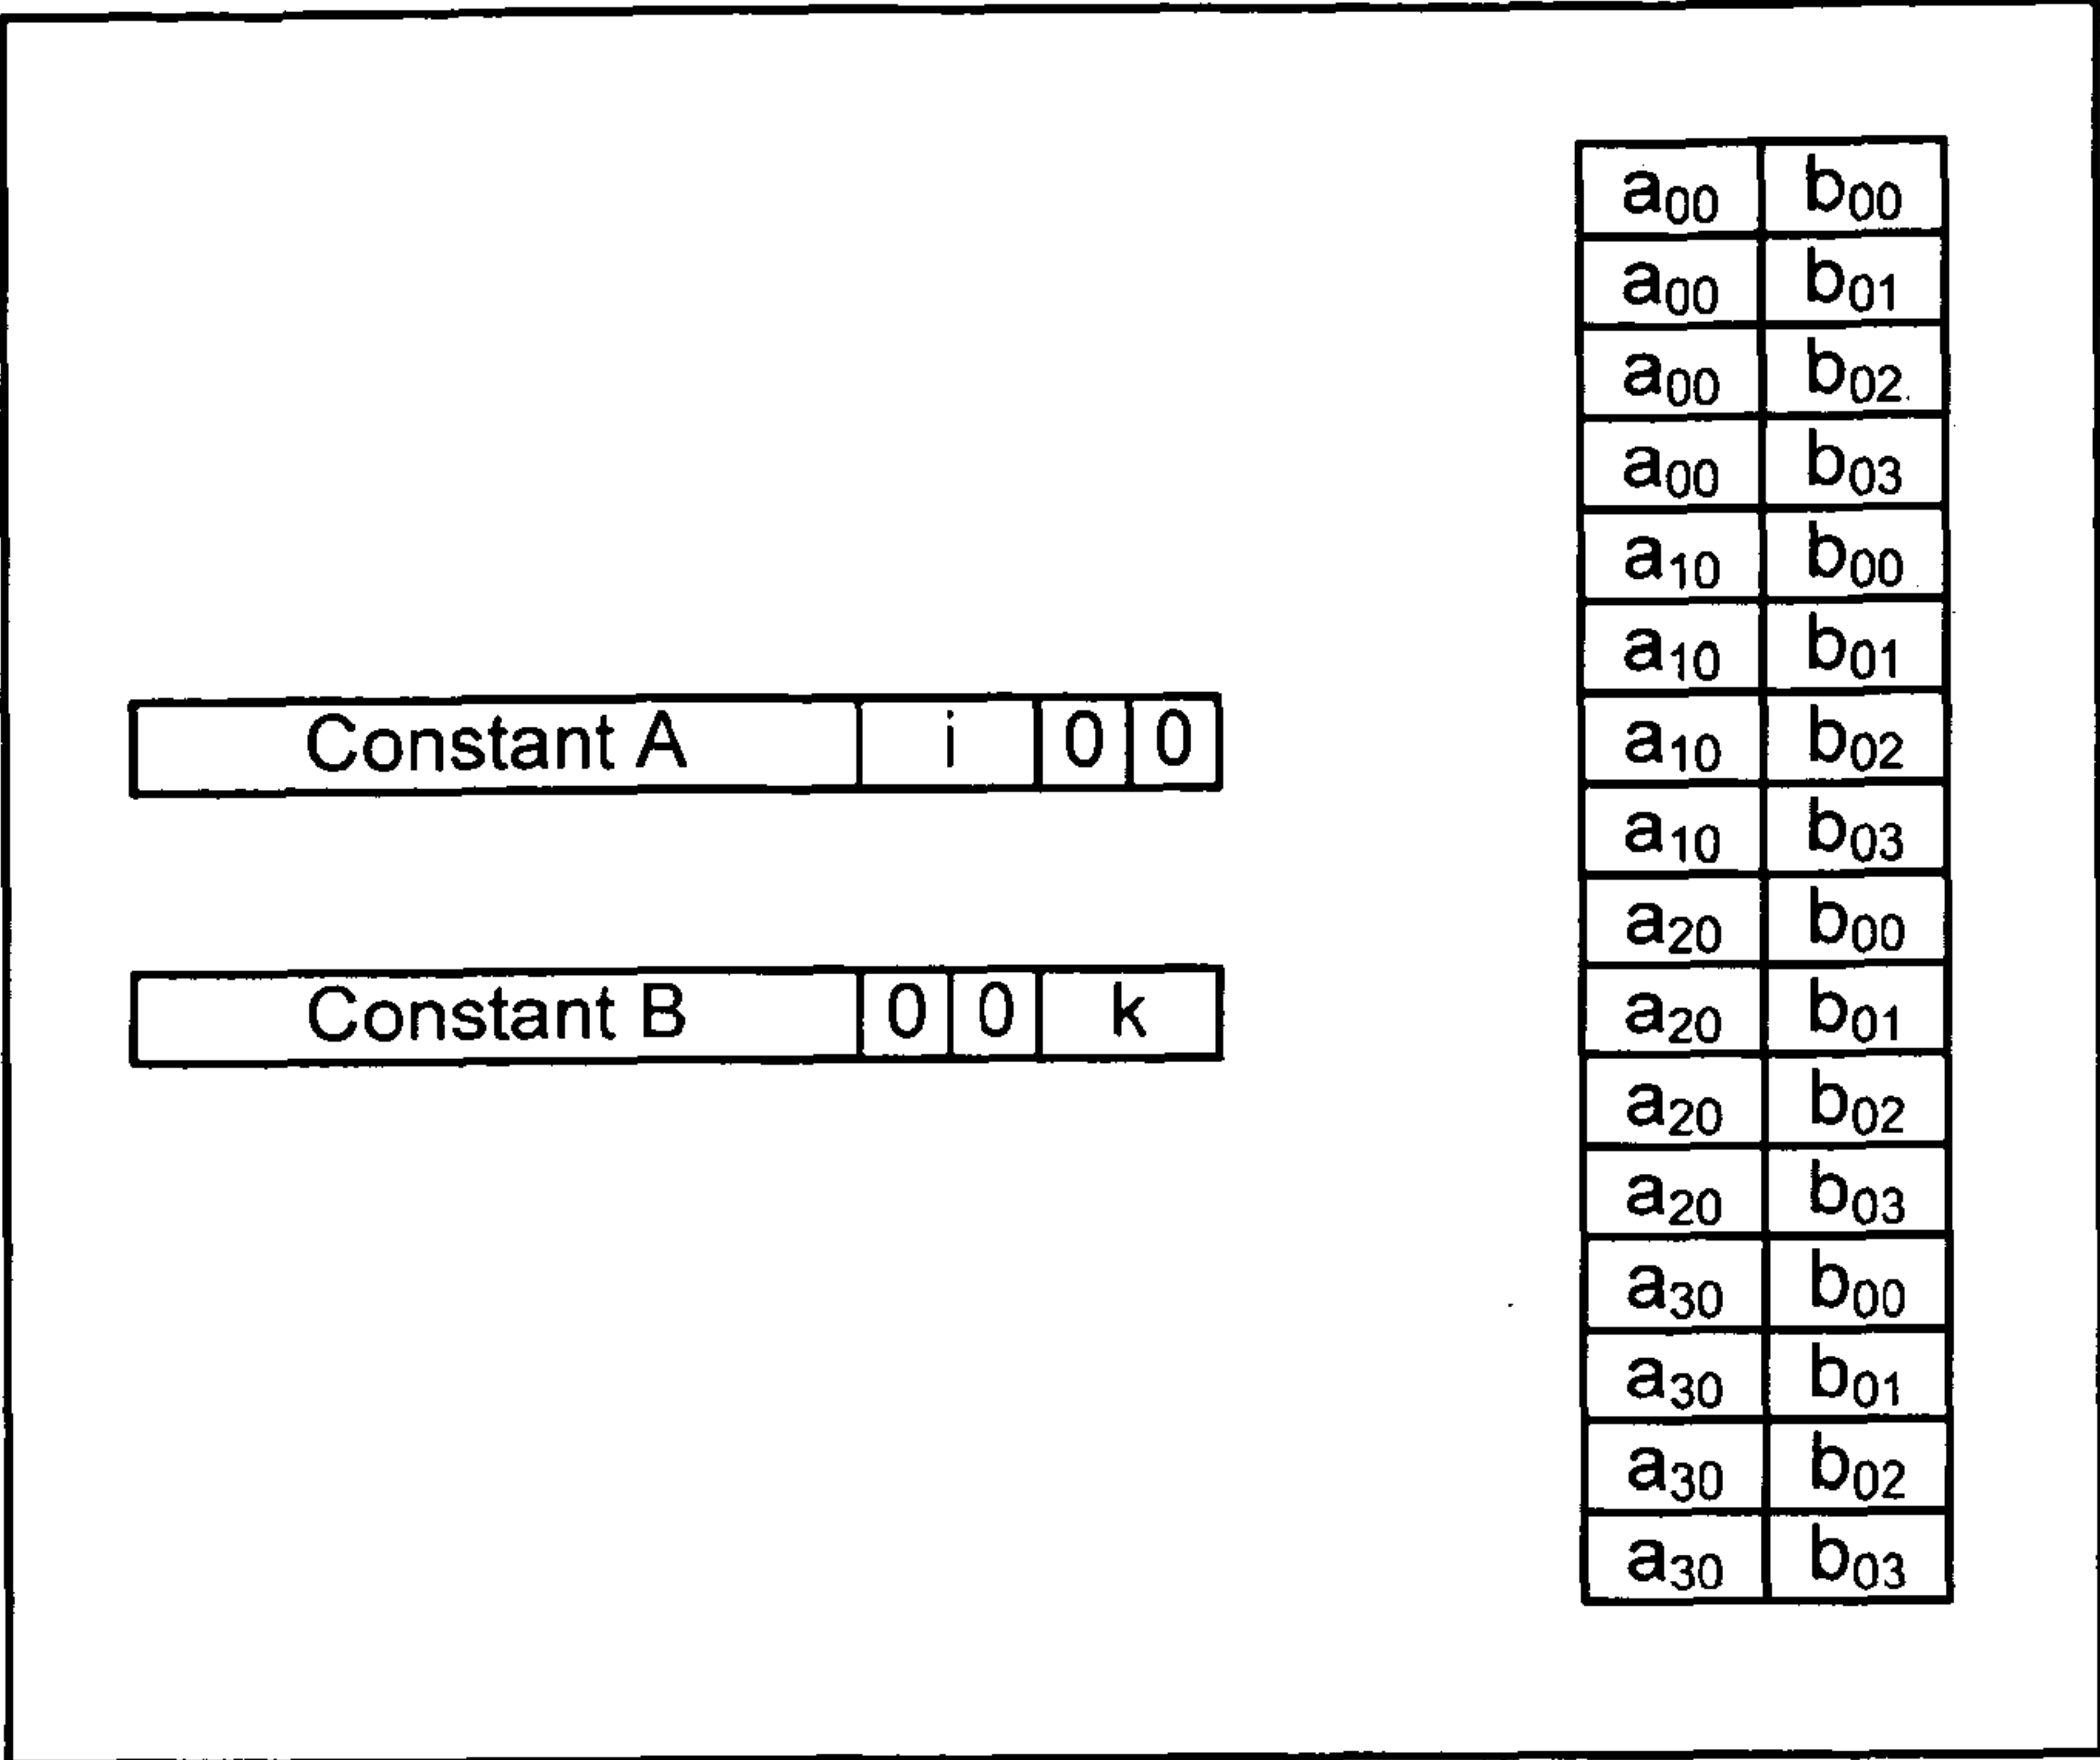 Constant A i 0 0
Constant B 0 0 k
a00 b00
a00 b01
a00 b02
a00 b03
a10 b00
a10 b01
a10 b02
a10 b03
a20 b00
a20 b01
a20 b02
a20 b03
a30 b00
a30 b01
a30 b02
a30 b03